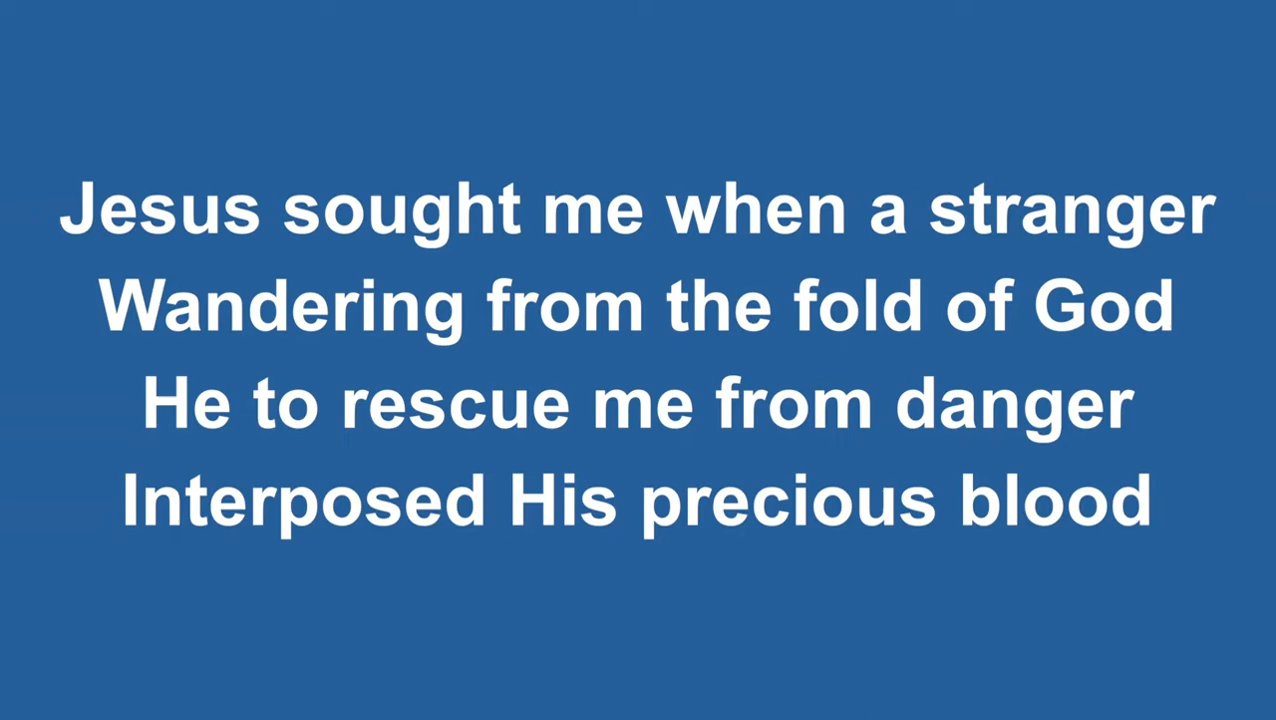 Jesus sought me when a stranger
Wandering from the fold of God
He to rescue me from danger
Interposed His precious blood